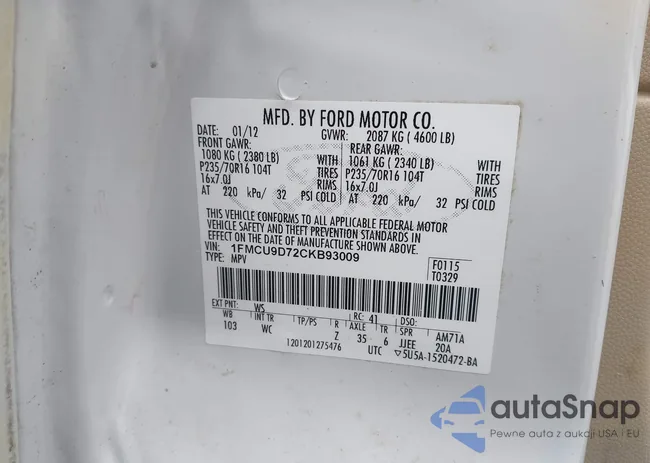 MFD. BY FORD MOTOR CO.
DATE: 01/12 GVWR: 2087 KG ( 4600 LB)
FRONT GAWR: REAR GAWR:
1080 KG ( 2380 LB) WITH 1061 KG ( 2340 LB) WITH
P235/70R16 104T TIRES P235/70R16 104T TIRES
16x7.0J RIMS 16x7.0J RIMS
AT 220 kPa/ 32 PSI COLD AT 220 kPa/ 32 PSI COLD
THIS VEHICLE CONFORMS TO ALL APPLICABLE FEDERAL MOTOR
VEHICLE SAFETY, BUMPER, AND THEFT PREVENTION STANDARDS
IN EFFECT ON THE DATE OF MANUFACTURE SHOWN ABOVE.
VIN: 1FMCU9D72CKB93009
TYPE: MPV
F0115
T0329
EXT PNT: WS RC: 41 DSO:
WB INT TR TP/PS R AXLE TR SPR AM71A
103 WC Z 35 6 JJEE 20A
1201201275476 UTC ▽5U5A-1520472-BA
autaSnap
Pewne auta z aukcji USA i EU